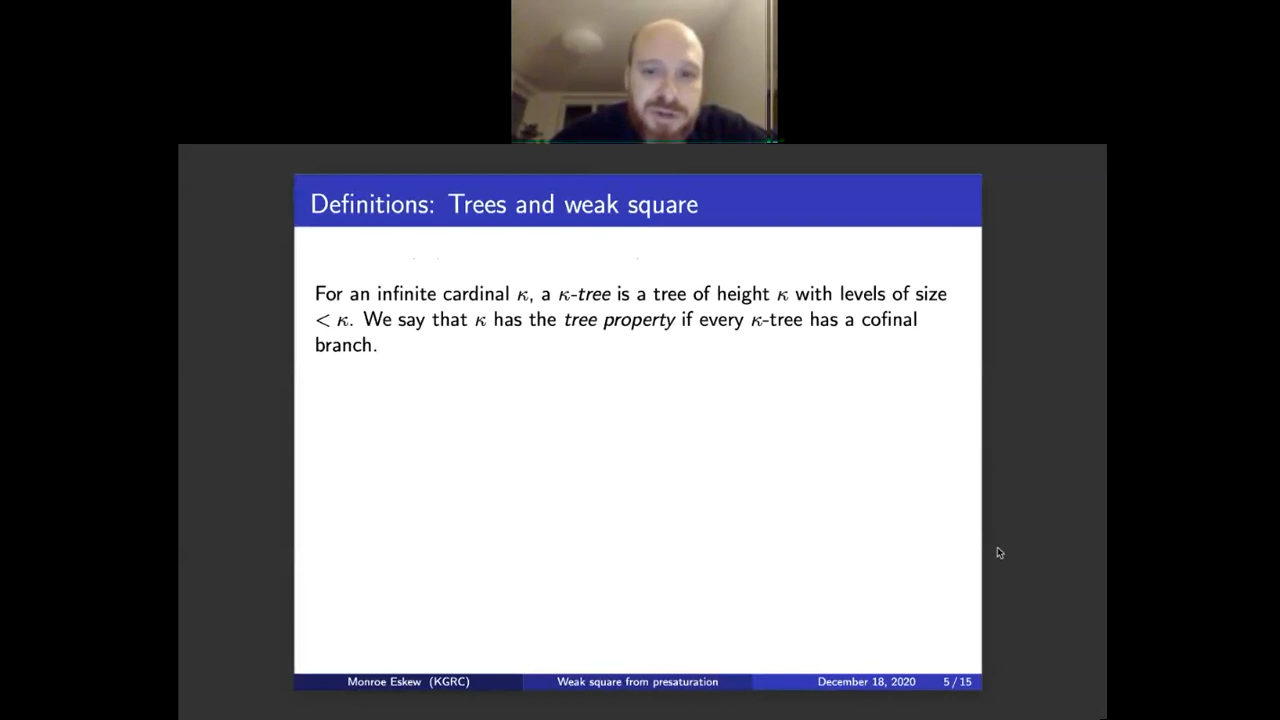 Definitions: Trees and weak square
For an infinite cardinal κ, a κ-tree is a tree of height κ with levels of size
< κ. We say that κ has the tree property if every κ-tree has a cofinal
branch.
Monroe Eskew (KGRC) Weak square from presaturation December 18, 2020 5 / 15